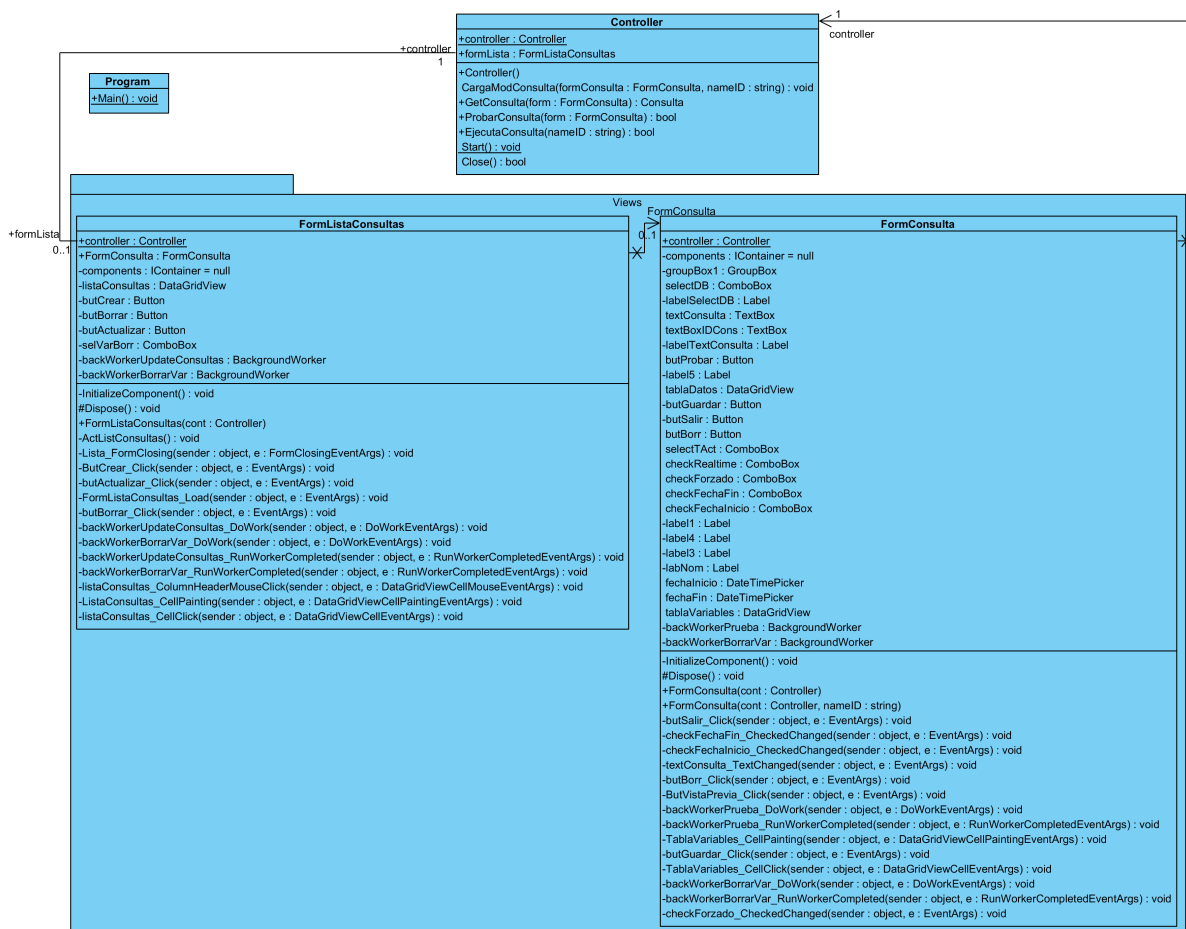 Controller
+controller : Controller
+formLista : FormListaConsultas
+Controller()
CargaModConsulta(formConsulta : FormConsulta, nameID : string) : void
+GetConsulta(form : FormConsulta) : Consulta
+ProbarConsulta(form : FormConsulta) : bool
+EjecutaConsulta(nameID : string) : bool
Start() : void
Close() : bool
1
controller
+controller
1
Program
+Main() : void
Views
+formLista
0..1
FormListaConsultas
+controller : Controller
+FormConsulta : FormConsulta
-components : IContainer = null
-listaConsultas : DataGridView
-butCrear : Button
-butBorrar : Button
-butActualizar : Button
-selVarBorr : ComboBox
-backWorkerUpdateConsultas : BackgroundWorker
-backWorkerBorrarVar : BackgroundWorker
-InitializeComponent() : void
#Dispose() : void
+FormListaConsultas(cont : Controller)
-ActListConsultas() : void
-Lista_FormClosing(sender : object, e : FormClosingEventArgs) : void
-ButCrear_Click(sender : object, e : EventArgs) : void
-butActualizar_Click(sender : object, e : EventArgs) : void
-FormListaConsultas_Load(sender : object, e : EventArgs) : void
-butBorrar_Click(sender : object, e : EventArgs) : void
-backWorkerUpdateConsultas_DoWork(sender : object, e : DoWorkEventArgs) : void
-backWorkerBorrarVar_DoWork(sender : object, e : DoWorkEventArgs) : void
-backWorkerUpdateConsultas_RunWorkerCompleted(sender : object, e : RunWorkerCompletedEventArgs) : void
-backWorkerBorrarVar_RunWorkerCompleted(sender : object, e : RunWorkerCompletedEventArgs) : void
-listaConsultas_ColumnHeaderMouseClick(sender : object, e : DataGridViewCellMouseEventArgs) : void
-ListaConsultas_CellPainting(sender : object, e : DataGridViewCellPaintingEventArgs) : void
-listaConsultas_CellClick(sender : object, e : DataGridViewCellEventArgs) : void
FormConsulta
0..1
FormConsulta
+controller : Controller
-components : IContainer = null
-groupBox1 : GroupBox
selectDB : ComboBox
-labelSelectDB : Label
textConsulta : TextBox
textBoxIDCons : TextBox
-labelTextConsulta : Label
butProbar : Button
-label5 : Label
tablaDatos : DataGridView
-butGuardar : Button
-butSalir : Button
butBorr : Button
selectTAct : ComboBox
checkRealtime : ComboBox
checkForzado : ComboBox
checkFechaFin : ComboBox
checkFechaInicio : ComboBox
-label1 : Label
-label4 : Label
-label3 : Label
-labNom : Label
fechaInicio : DateTimePicker
fechaFin : DateTimePicker
tablaVariables : DataGridView
-backWorkerPrueba : BackgroundWorker
-backWorkerBorrarVar : BackgroundWorker
-InitializeComponent() : void
#Dispose() : void
+FormConsulta(cont : Controller)
+FormConsulta(cont : Controller, nameID : string)
-butSalir_Click(sender : object, e : EventArgs) : void
-checkFechaFin_CheckedChanged(sender : object, e : EventArgs) : void
-checkFechaInicio_CheckedChanged(sender : object, e : EventArgs) : void
-textConsulta_TextChanged(sender : object, e : EventArgs) : void
-butBorr_Click(sender : object, e : EventArgs) : void
-ButVistaPrevia_Click(sender : object, e : EventArgs) : void
-backWorkerPrueba_DoWork(sender : object, e : DoWorkEventArgs) : void
-backWorkerPrueba_RunWorkerCompleted(sender : object, e : RunWorkerCompletedEventArgs) : void
-TablaVariables_CellPainting(sender : object, e : DataGridViewCellPaintingEventArgs) : void
-butGuardar_Click(sender : object, e : EventArgs) : void
-TablaVariables_CellClick(sender : object, e : DataGridViewCellEventArgs) : void
-backWorkerBorrarVar_DoWork(sender : object, e : DoWorkEventArgs) : void
-backWorkerBorrarVar_RunWorkerCompleted(sender : object, e : RunWorkerCompletedEventArgs) : void
-checkForzado_CheckedChanged(sender : object, e : EventArgs) : void